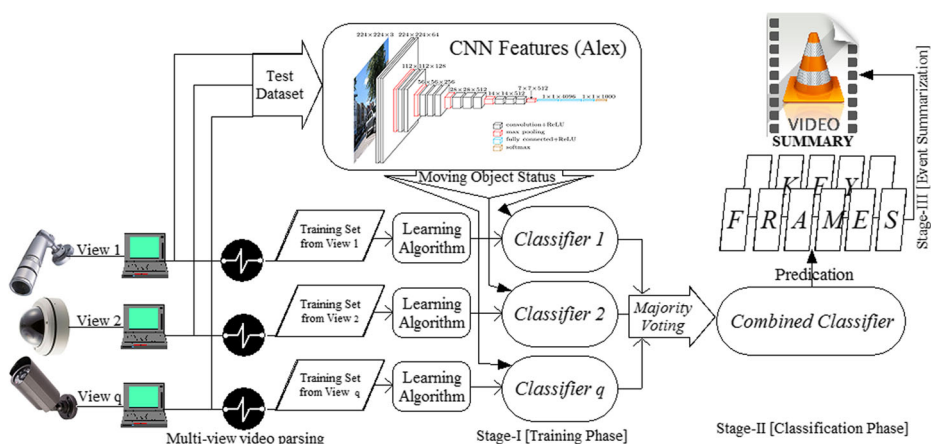 CNN Features (Alex)
224×224×3 224×224×64
112×112×128
56×56×256
28×28×512
14×14×512
7×7×512
1×1×4096 1×1×1000
convolution+ReLU
max pooling
fully connected+ReLU
softmax
Test
Dataset
Moving Object Status
View 1
Training Set
from View 1
Learning
Algorithm
Classifier 1
View 2
Training Set
from View 2
Learning
Algorithm
Classifier 2
View q
Training Set
from View q
Learning
Algorithm
Classifier q
Majority
Voting
Combined Classifier
Predication
KEY
FRAMES
VIDEO
SUMMARY
Stage-III [Event Summarization]
Multi-view video parsing
Stage-I [Training Phase]
Stage-II [Classification Phase]